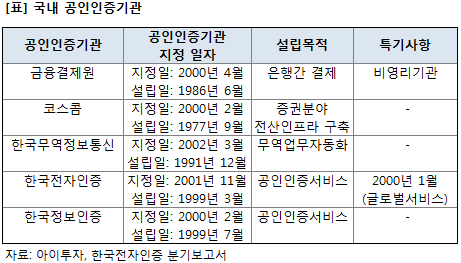 [표] 국내 공인인증기관
공인인증기관 공인인증기관 지정 일자 설립목적 특기사항
금융결제원 지정일: 2000년 4월 은행간 결제 비영리기관
설립일: 1986년 6월
코스콤 지정일: 2000년 2월 증권분야 -
설립일: 1977년 9월 전산인프라 구축
한국무역정보통신 지정일: 2002년 3월 무역업무자동화 -
설립일: 1991년 12월
한국전자인증 지정일: 2001년 11월 공인인증서비스 2000년 1월
설립일: 1999년 3월 (글로벌서비스)
한국정보인증 지정일: 2000년 2월 공인인증서비스 -
설립일: 1999년 7월
자료: 아이투자, 한국전자인증 분기보고서